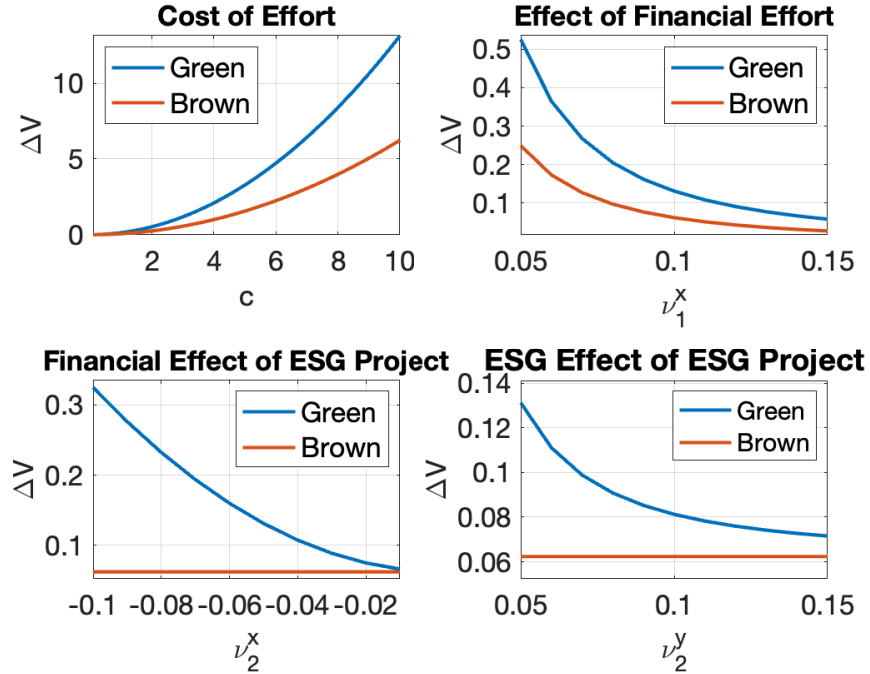 Cost of Effort
Green
Brown
ΔV
10
5
0
2
4
6
8
10
c
Effect of Financial Effort
Green
Brown
ΔV
0.5
0.4
0.3
0.2
0.1
0.05
0.1
0.15
ν₁ˣ
Financial Effect of ESG Project
Green
Brown
ΔV
0.3
0.2
0.1
-0.1
-0.08
-0.06
-0.04
-0.02
ν₂ˣ
ESG Effect of ESG Project
Green
Brown
ΔV
0.14
0.12
0.1
0.08
0.06
0.05
0.1
0.15
ν₂ʸ